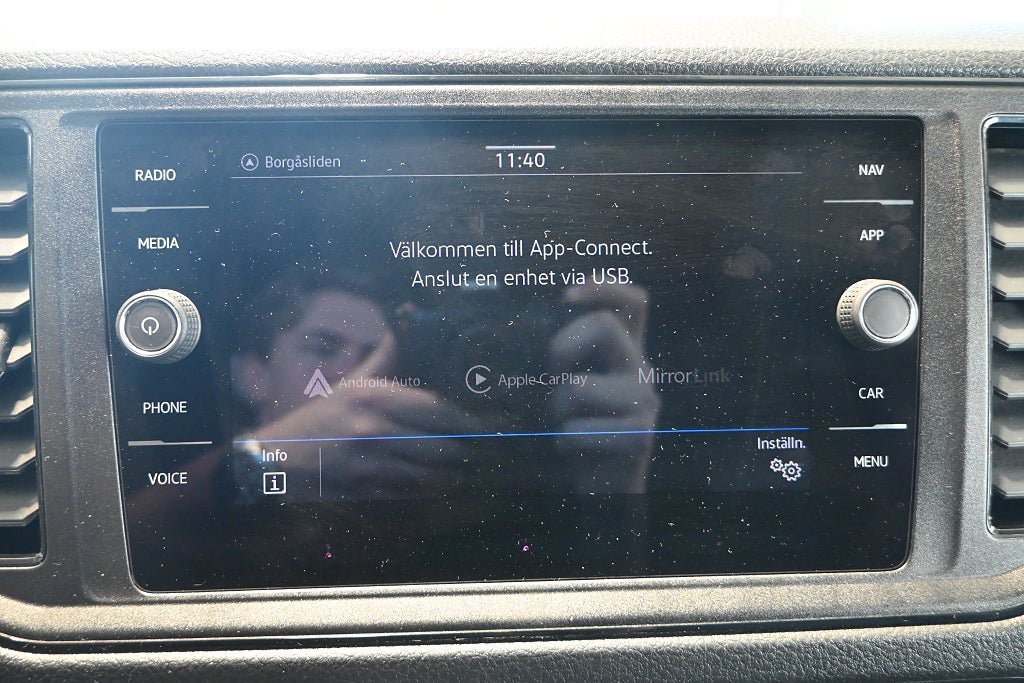 RADIO
MEDIA
PHONE
VOICE
Borgåsliden
11:40
Välkommen till App-Connect.
Anslut en enhet via USB.
Android Auto
Apple CarPlay
MirrorLink
Info
i
Inställn.
NAV
APP
CAR
MENU